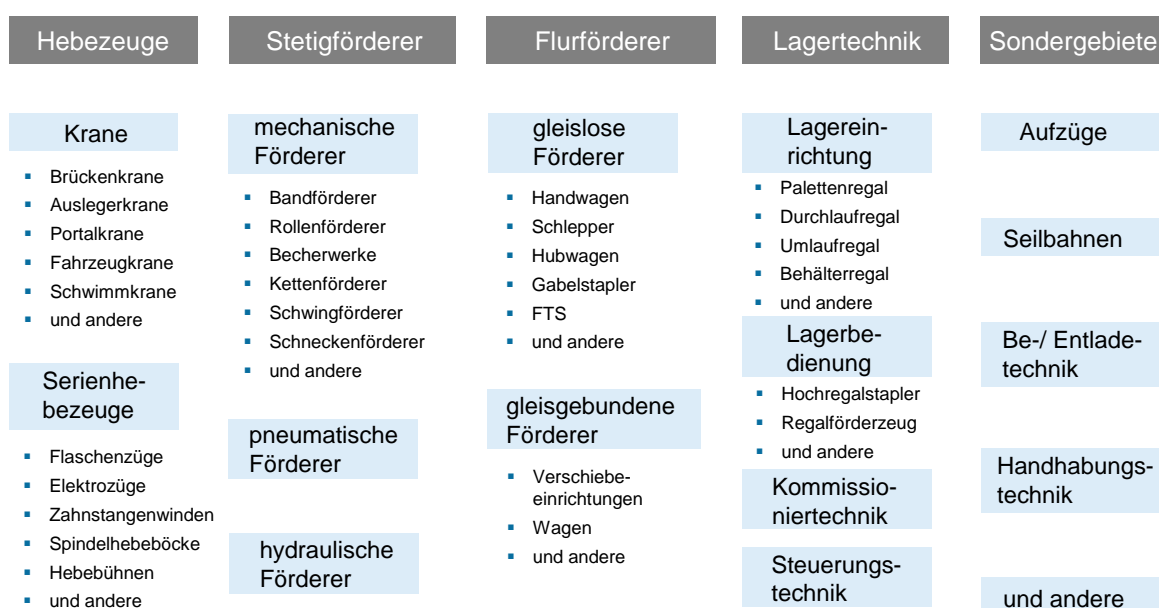 Hebezeuge
Stetigförderer
Flurförderer
Lagertechnik
Sondergebiete
Krane
▪ Brückenkrane
▪ Auslegerkrane
▪ Portalkrane
▪ Fahrzeugkrane
▪ Schwimmkrane
▪ und andere
Serienhe-
bezeuge
▪ Flaschenzüge
▪ Elektrozüge
▪ Zahnstangenwinden
▪ Spindelhebeböcke
▪ Hebebühnen
▪ und andere
mechanische
Förderer
▪ Bandförderer
▪ Rollenförderer
▪ Becherwerke
▪ Kettenförderer
▪ Schwingförderer
▪ Schneckenförderer
▪ und andere
pneumatische
Förderer
hydraulische
Förderer
gleislose
Förderer
▪ Handwagen
▪ Schlepper
▪ Hubwagen
▪ Gabelstapler
▪ FTS
▪ und andere
gleisgebundene
Förderer
▪ Verschiebe-
einrichtungen
▪ Wagen
▪ und andere
Lagerein-
richtung
▪ Palettenregal
▪ Durchlaufregal
▪ Umlaufregal
▪ Behälterregal
▪ und andere
Lagerbe-
dienung
▪ Hochregalstapler
▪ Regalförderzeug
▪ und andere
Kommissio-
niertechnik
Steuerungs-
technik
Aufzüge
Seilbahnen
Be-/ Entlade-
technik
Handhabungs-
technik
und andere